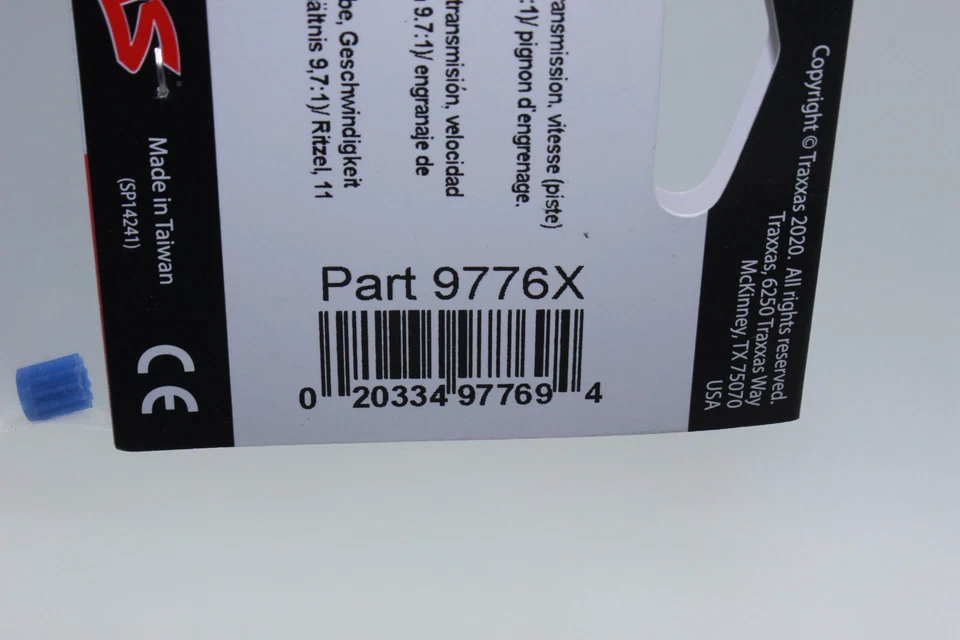 S
Made in Taiwan
(SP14241)
CE
be, Geschwindigkeit
ältnis 9,7:1)/ Ritzel, 11
transmisión, velocidad
9.7:1)/ engranaje de
ansmission, vitesse (piste)
:1)/ pignon d'engrenage.
Part 9776X
0 20334 97769 4
Copyright © Traxxas 2020. All rights reserved.
Traxxas, 6250 Traxxas Way
McKinney, TX 75070
USA